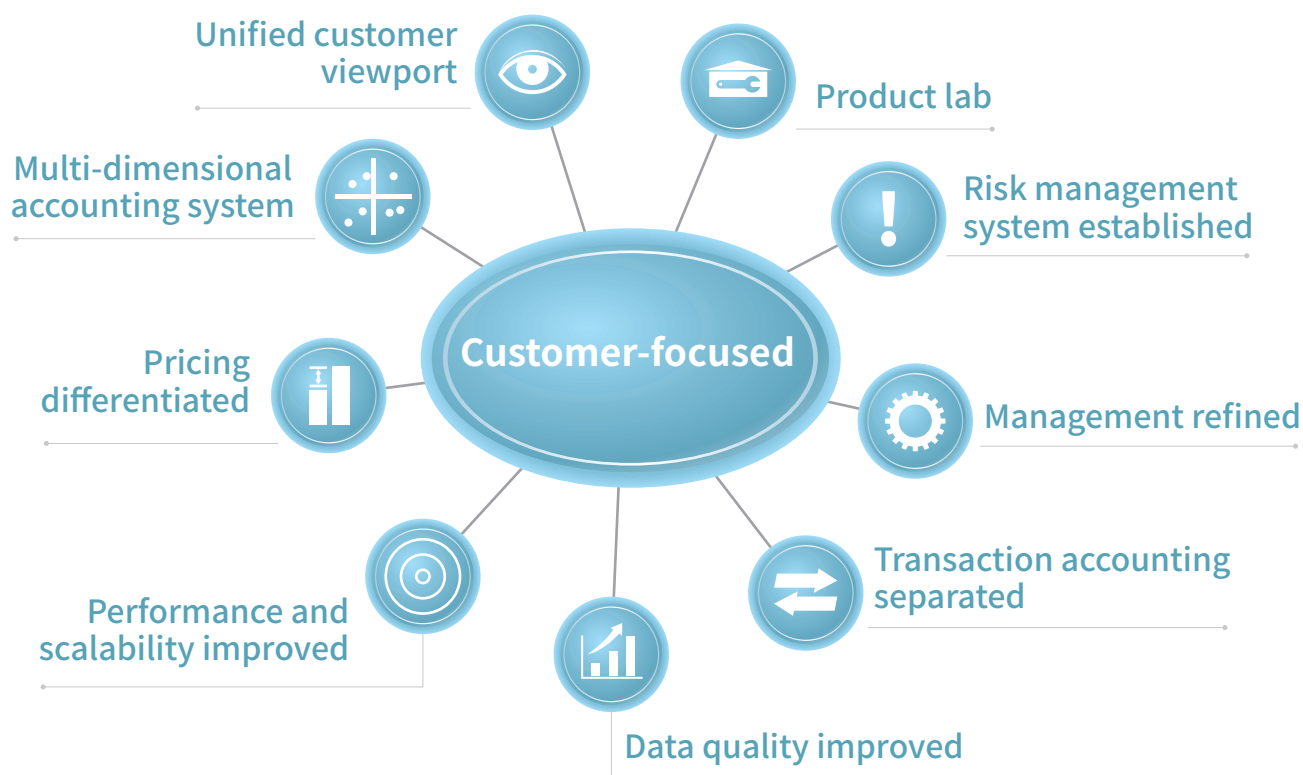 Unified customer
viewport
Product lab
Multi-dimensional
accounting system
Risk management
system established
Customer-focused
Pricing
differentiated
Management refined
Transaction accounting
separated
Performance and
scalability improved
Data quality improved